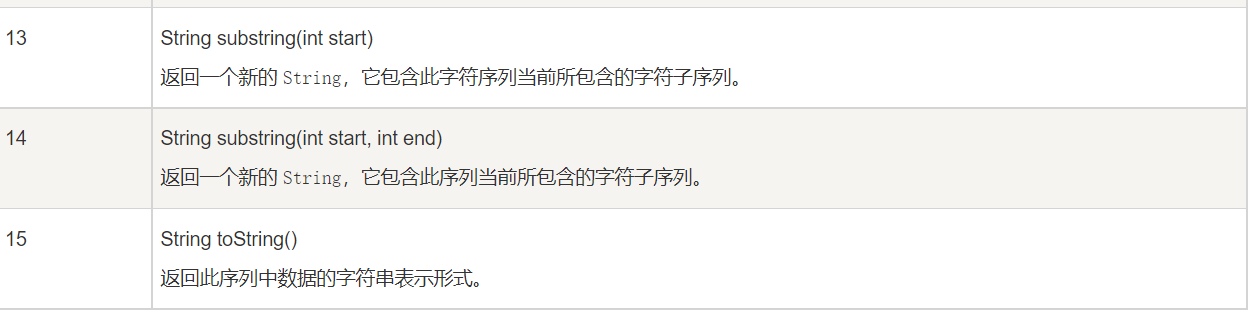 13
String substring(int start)
返回一个新的 String, 它包含此字符序列当前所包含的字符子序列。
14
String substring(int start, int end)
返回一个新的 String, 它包含此序列当前所包含的字符子序列。
15
String toString()
返回此序列中数据的字符串表示形式。